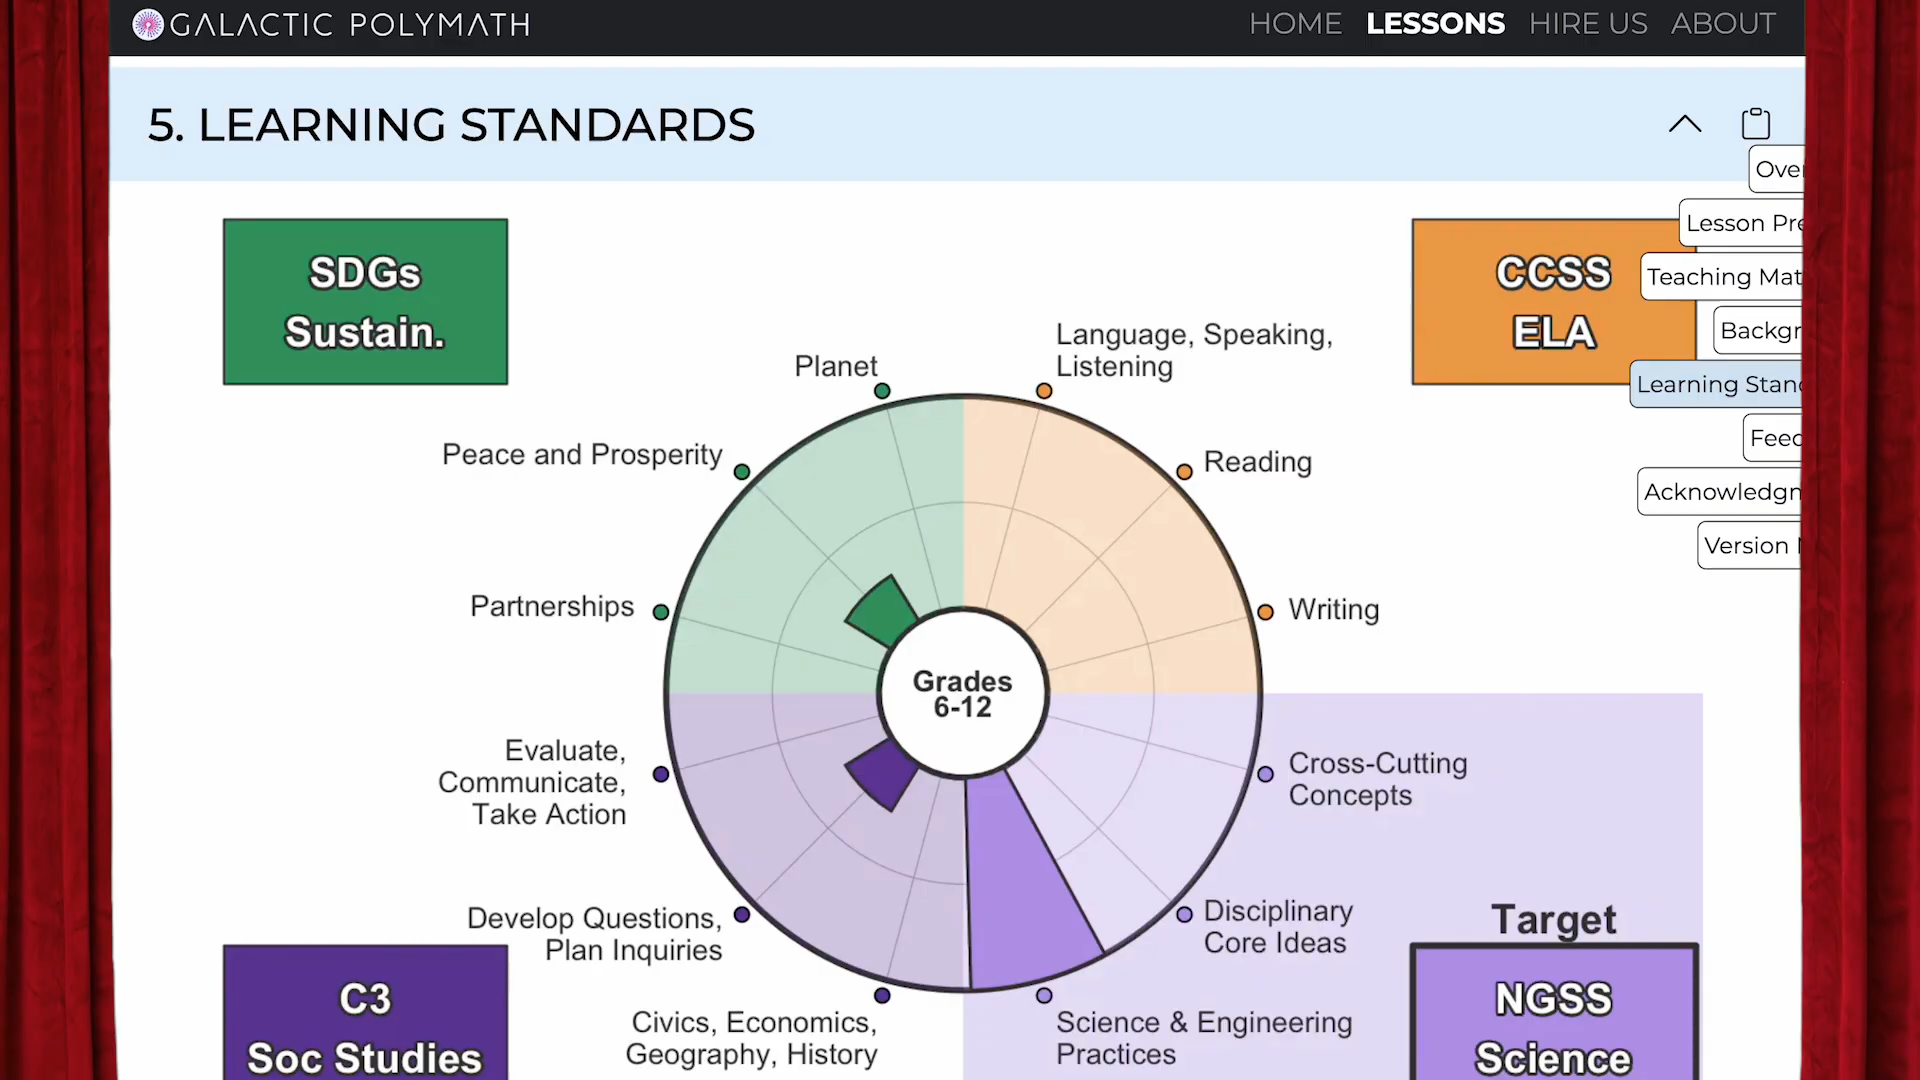 GALACTIC POLYMATH
HOME LESSONS HIRE US ABOUT
5. LEARNING STANDARDS
Over
Lesson Pre
Teaching Mat
Backgr
Learning Stand
Feed
Acknowledgm
Version
SDGs
Sustain.
CCSS
ELA
Planet
Language, Speaking,
Listening
Peace and Prosperity
Reading
Partnerships
Writing
Grades
6-12
Evaluate,
Communicate,
Take Action
Cross-Cutting
Concepts
Develop Questions,
Plan Inquiries
Disciplinary
Core Ideas
Civics, Economics,
Geography, History
Science & Engineering
Practices
C3
Soc Studies
Target
NGSS
Science